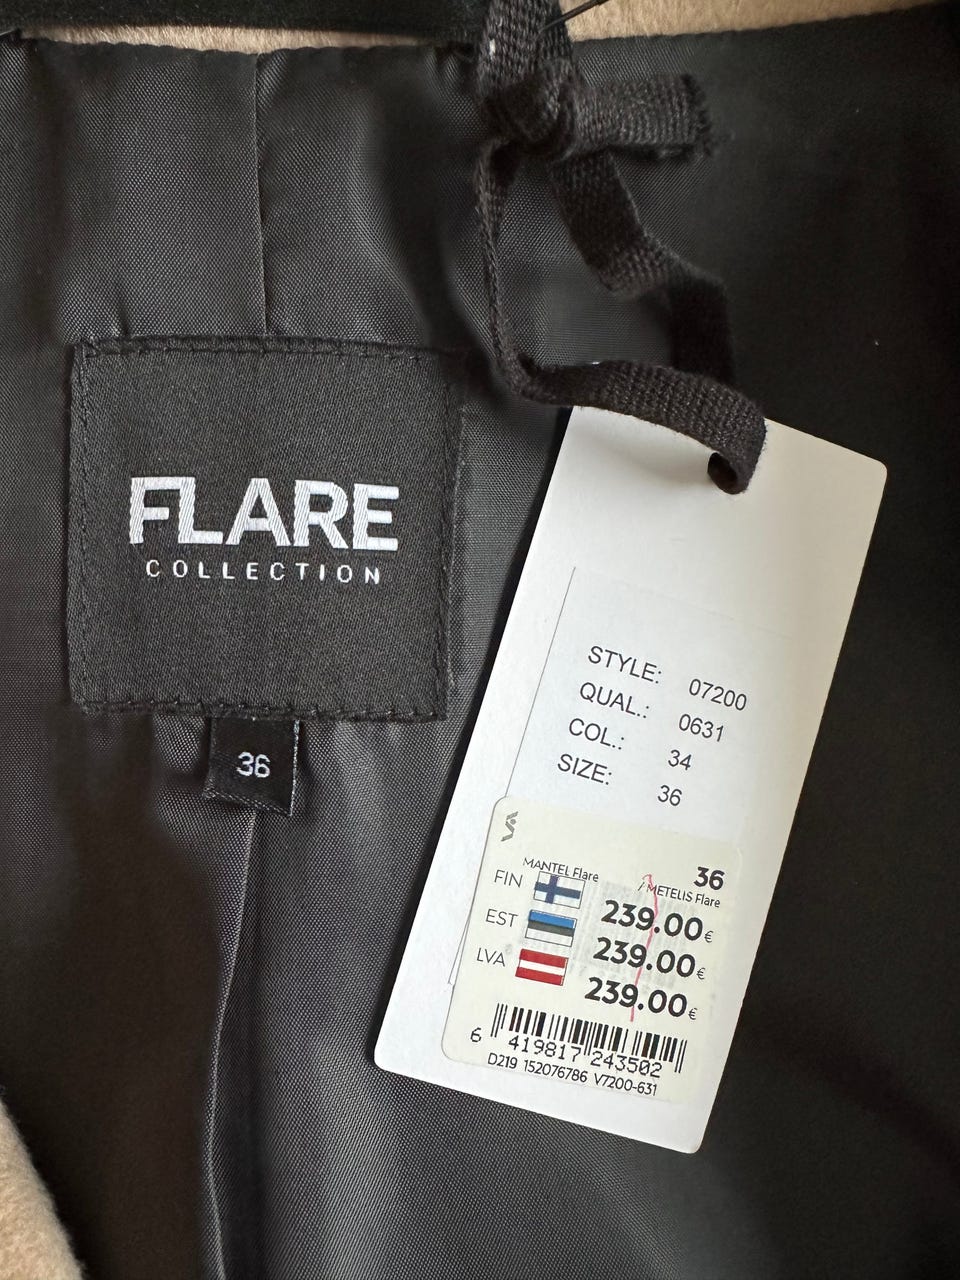 FLARE
COLLECTION
36
STYLE: 07200
QUAL.: 0631
COL.: 34
SIZE: 36
36
MANTEL Flare / METELIS Flare
FIN 239.00€
EST 239.00€
LVA 239.00€
6 419817 243502
D219 152076786 V7200-631